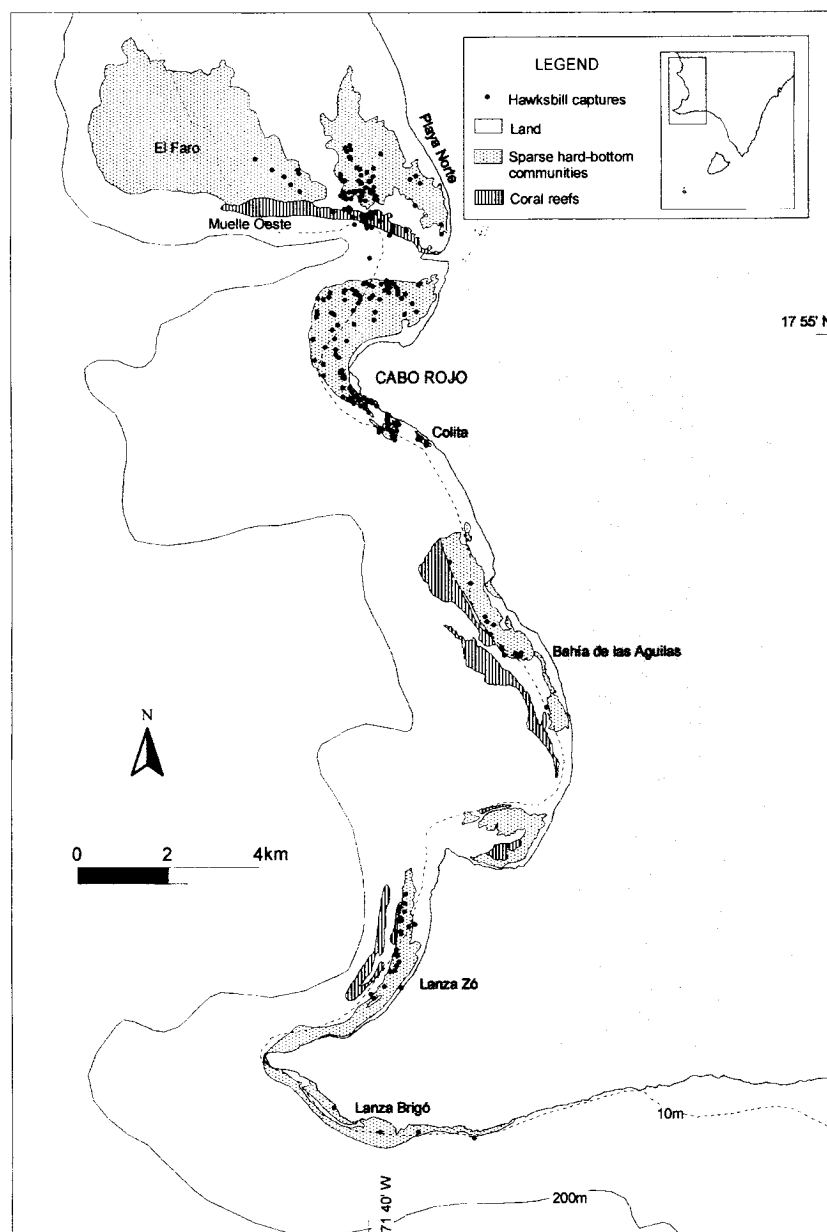 LEGEND
Hawksbill captures
Land
Sparse hard-bottom
communities
Coral reefs
Playa Norte
El Faro
Muelle Oeste
17 55' N
CABO ROJO
Colita
Bahía de las Aguilas
N
0 2 4km
Lanza Zó
Lanza Brigó
10m
200m
71 40' W